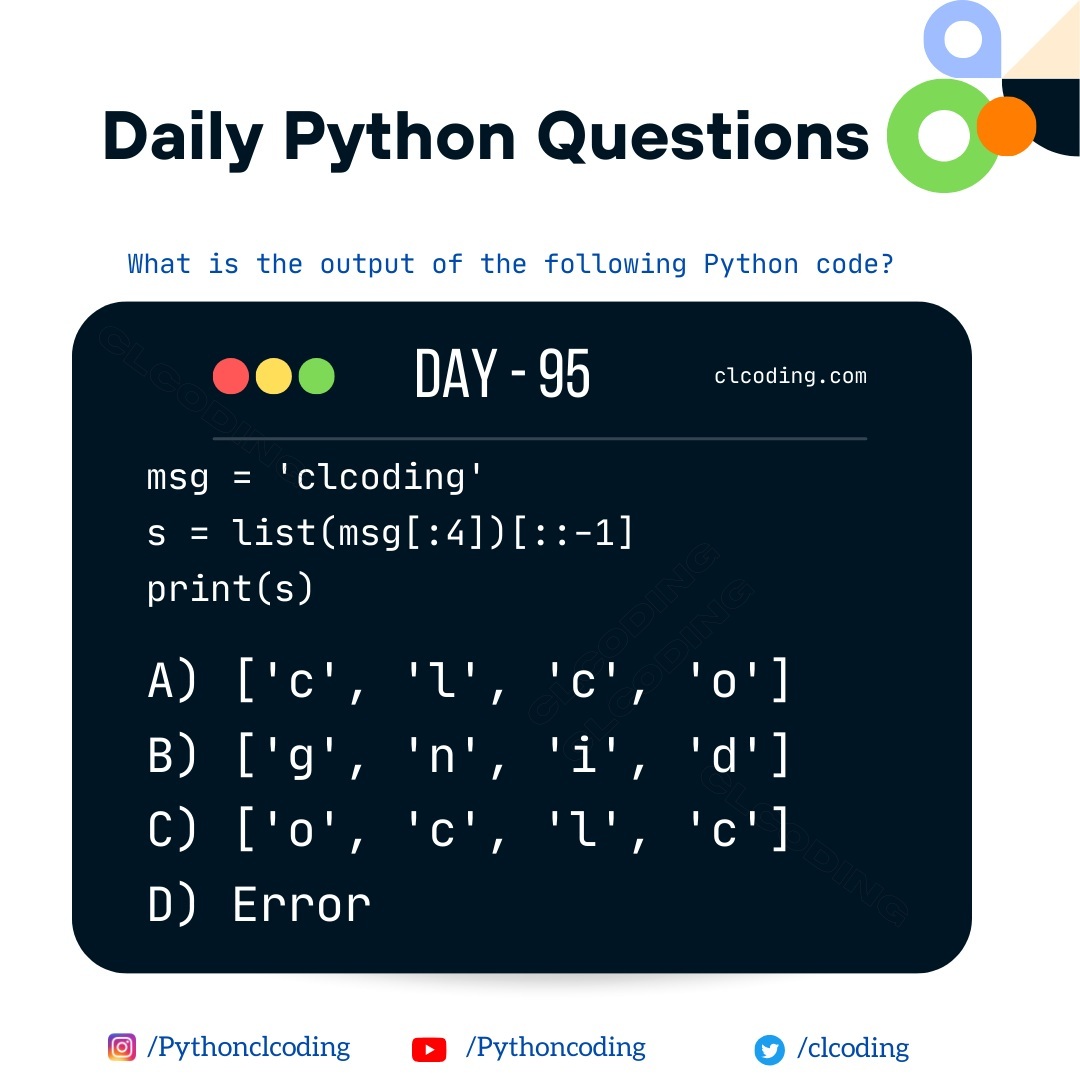 Daily Python Questions
What is the output of the following Python code?
DAY - 95
clcoding.com
msg = 'clcoding'
s = list(msg[:4])[::-1]
print(s)
A) ['c', 'l', 'c', 'o']
B) ['g', 'n', 'i', 'd']
C) ['o', 'c', 'l', 'c']
D) Error
CLCODING
CLCODING
CLCODING
CLCODING
/Pythonclcoding
/Pythoncoding
/clcoding